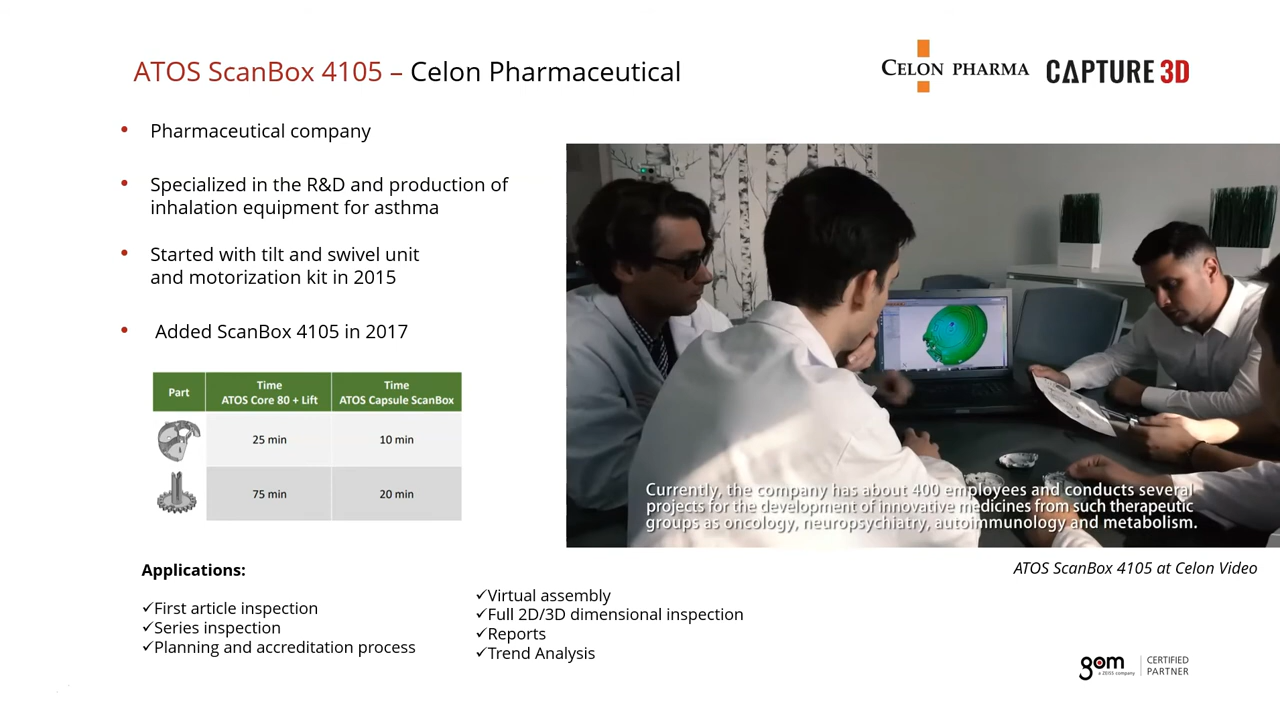 ATOS ScanBox 4105 – Celon Pharmaceutical
CELON PHARMA
CAPTURE 3D
• Pharmaceutical company
• Specialized in the R&D and production of
inhalation equipment for asthma
• Started with tilt and swivel unit
and motorization kit in 2015
• Added ScanBox 4105 in 2017
Part
Time
ATOS Core 80 + Lift
Time
ATOS Capsule ScanBox
25 min
10 min
75 min
20 min
Currently, the company has about 400 employees and conducts several
projects for the development of innovative medicines from such therapeutic
groups as oncology, neuropsychiatry, autoimmunology and metabolism.
ATOS ScanBox 4105 at Celon Video
Applications:
✓First article inspection
✓Series inspection
✓Planning and accreditation process
✓Virtual assembly
✓Full 2D/3D dimensional inspection
✓Reports
✓Trend Analysis
gom
a ZEISS company
CERTIFIED
PARTNER